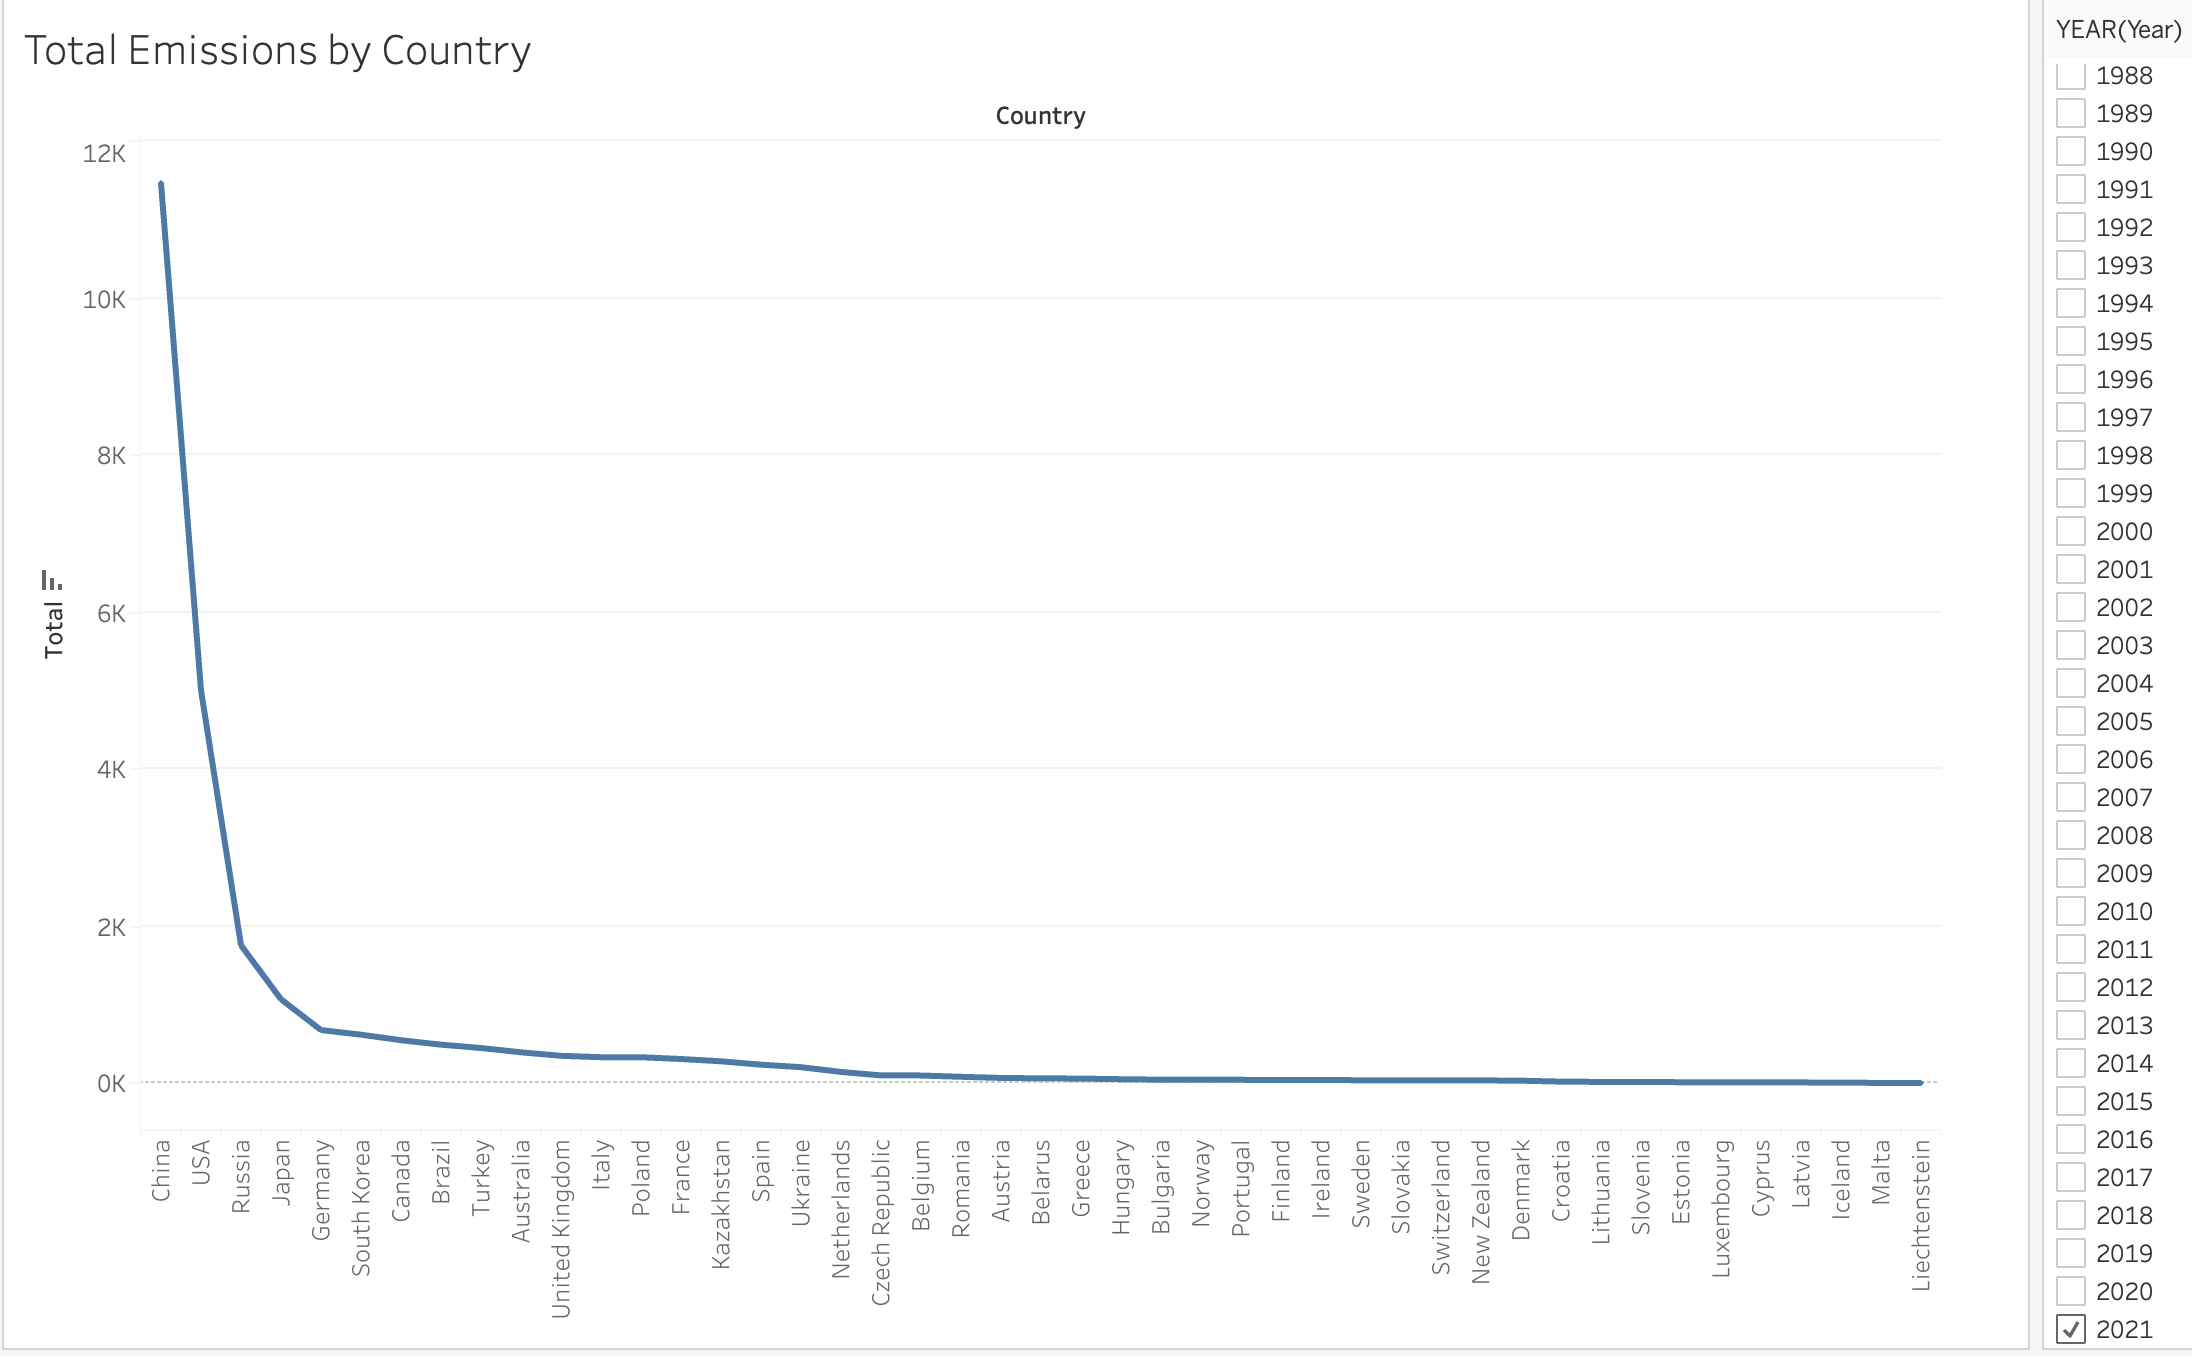 Total Emissions by Country
Country
12K
10K
8K
6K
4K
2K
0K
Total
China
USA
Russia
Japan
Germany
South Korea
Canada
Brazil
Turkey
Australia
United Kingdom
Italy
Poland
France
Kazakhstan
Spain
Ukraine
Netherlands
Czech Republic
Belgium
Romania
Austria
Belarus
Greece
Hungary
Bulgaria
Norway
Portugal
Finland
Ireland
Sweden
Slovakia
Switzerland
New Zealand
Denmark
Croatia
Lithuania
Slovenia
Estonia
Luxembourg
Cyprus
Latvia
Iceland
Malta
Liechtenstein
YEAR(Year)
1988
1989
1990
1991
1992
1993
1994
1995
1996
1997
1998
1999
2000
2001
2002
2003
2004
2005
2006
2007
2008
2009
2010
2011
2012
2013
2014
2015
2016
2017
2018
2019
2020
2021